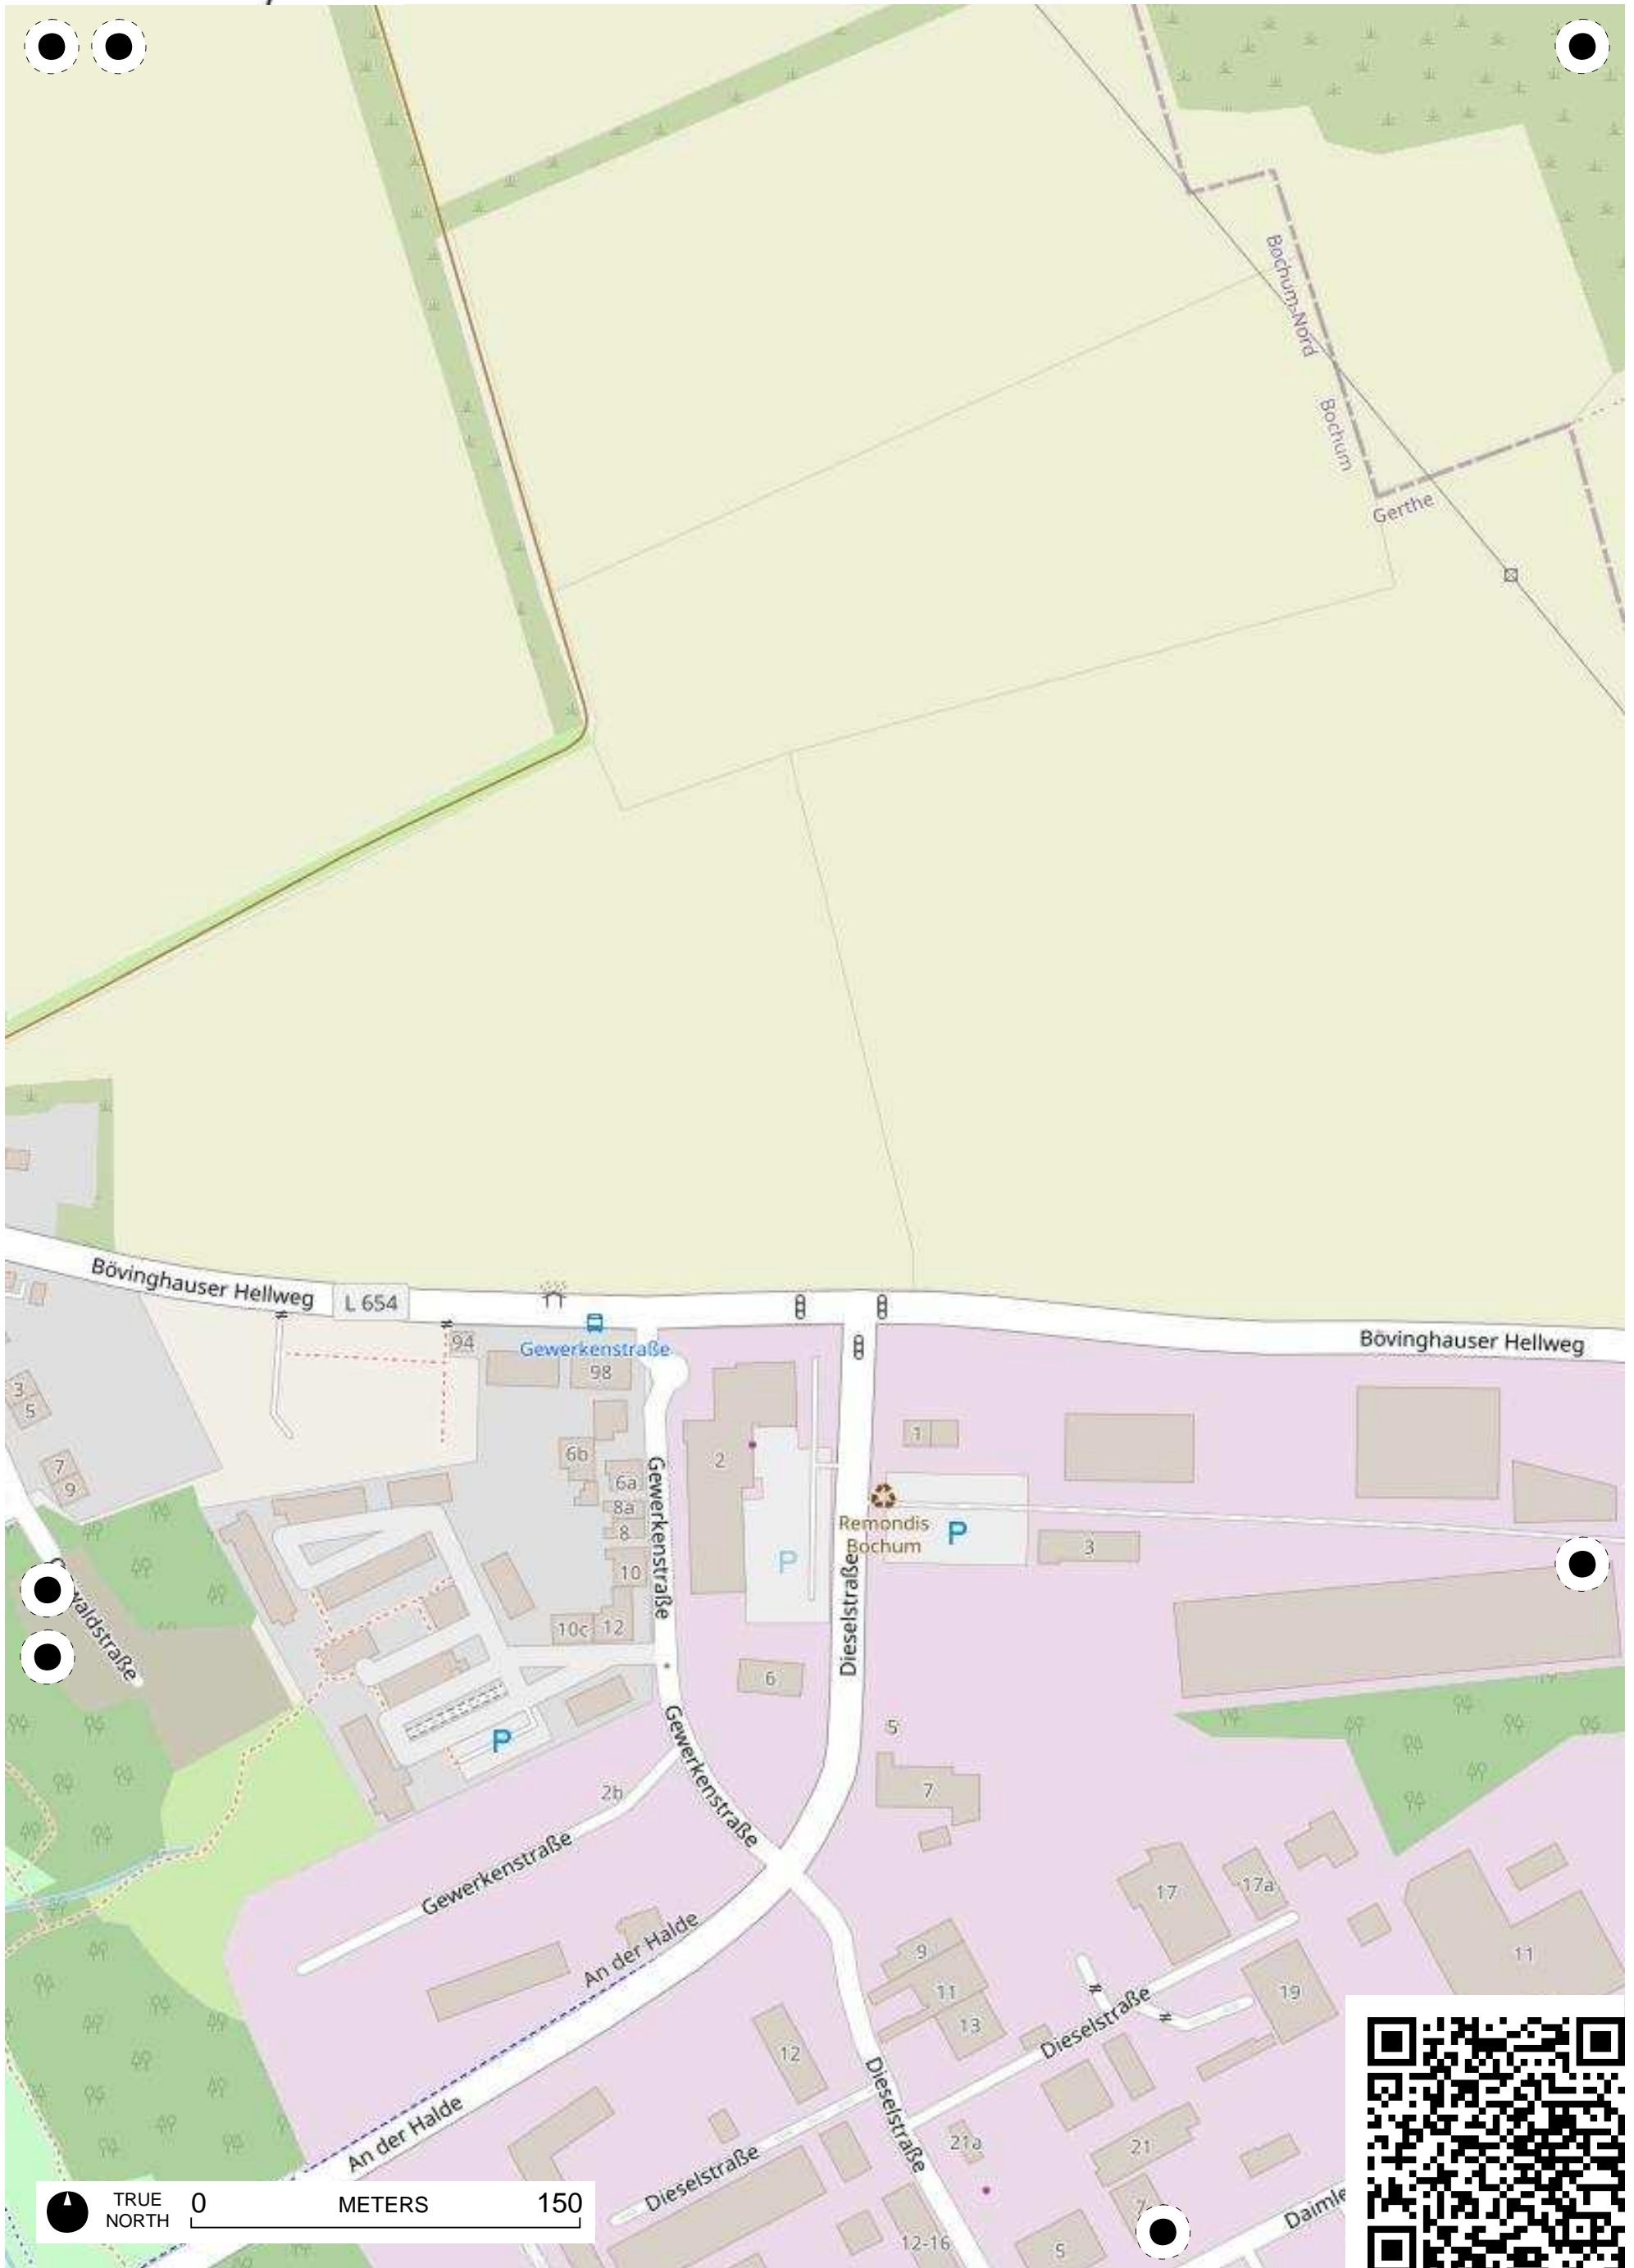 Bochum-Nord
Bochum
Gerthe
Bövinghauser Hellweg
L 654
Gewerkenstraße
Bövinghauser Hellweg
94
98
3
5
7
9
6b
6a
8a
8
10
10c
12
2
1
Gewerkenstraße
Remondis
Bochum
P
P
3
Dieselstraße
6
5
7
P
2b
Gewerkenstraße
Gewerkenstraße
An der Halde
17
17a
9
11
13
19
11
Dieselstraße
12
Dieselstraße
An der Halde
21a
21
Dieselstraße
12-16
5
TRUE
NORTH
0
METERS
150